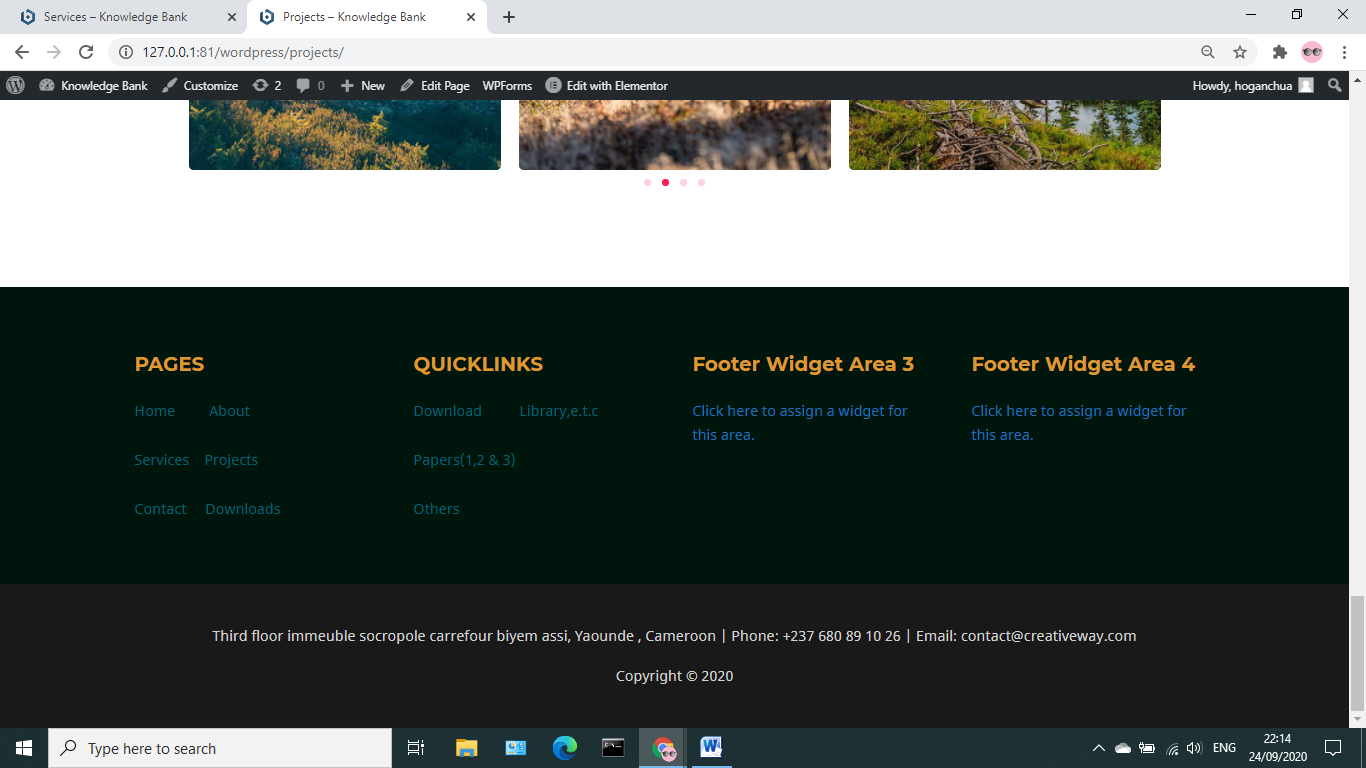 Services – Knowledge Bank
Projects – Knowledge Bank
127.0.0.1:81/wordpress/projects/
Knowledge Bank Customize 2 0 New Edit Page WPForms Edit with Elementor Howdy, hoganchua
PAGES
Home About
Services Projects
Contact Downloads
QUICKLINKS
Download Library,e.t.c
Papers(1,2 & 3)
Others
Footer Widget Area 3
Click here to assign a widget for
this area.
Footer Widget Area 4
Click here to assign a widget for
this area.
Third floor immeuble socropole carrefour biyem assi, Yaounde , Cameroon | Phone: +237 680 89 10 26 | Email: contact@creativeway.com
Copyright © 2020
Type here to search
ENG
22:14
24/09/2020